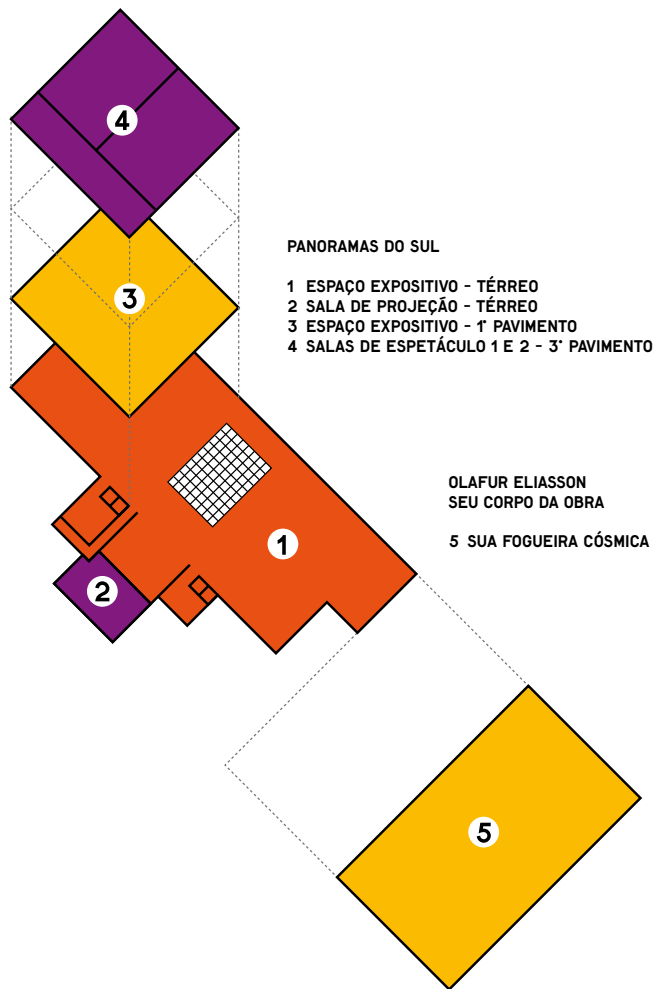 4
3
PANORAMAS DO SUL
1 ESPAÇO EXPOSITIVO - TÉRREO
2 SALA DE PROJEÇÃO - TÉRREO
3 ESPAÇO EXPOSITIVO - 1° PAVIMENTO
4 SALAS DE ESPETÁCULO 1 E 2 - 3° PAVIMENTO
OLAFUR ELIASSON
SEU CORPO DA OBRA
5 SUA FOGUEIRA CÓSMICA
1
2
5